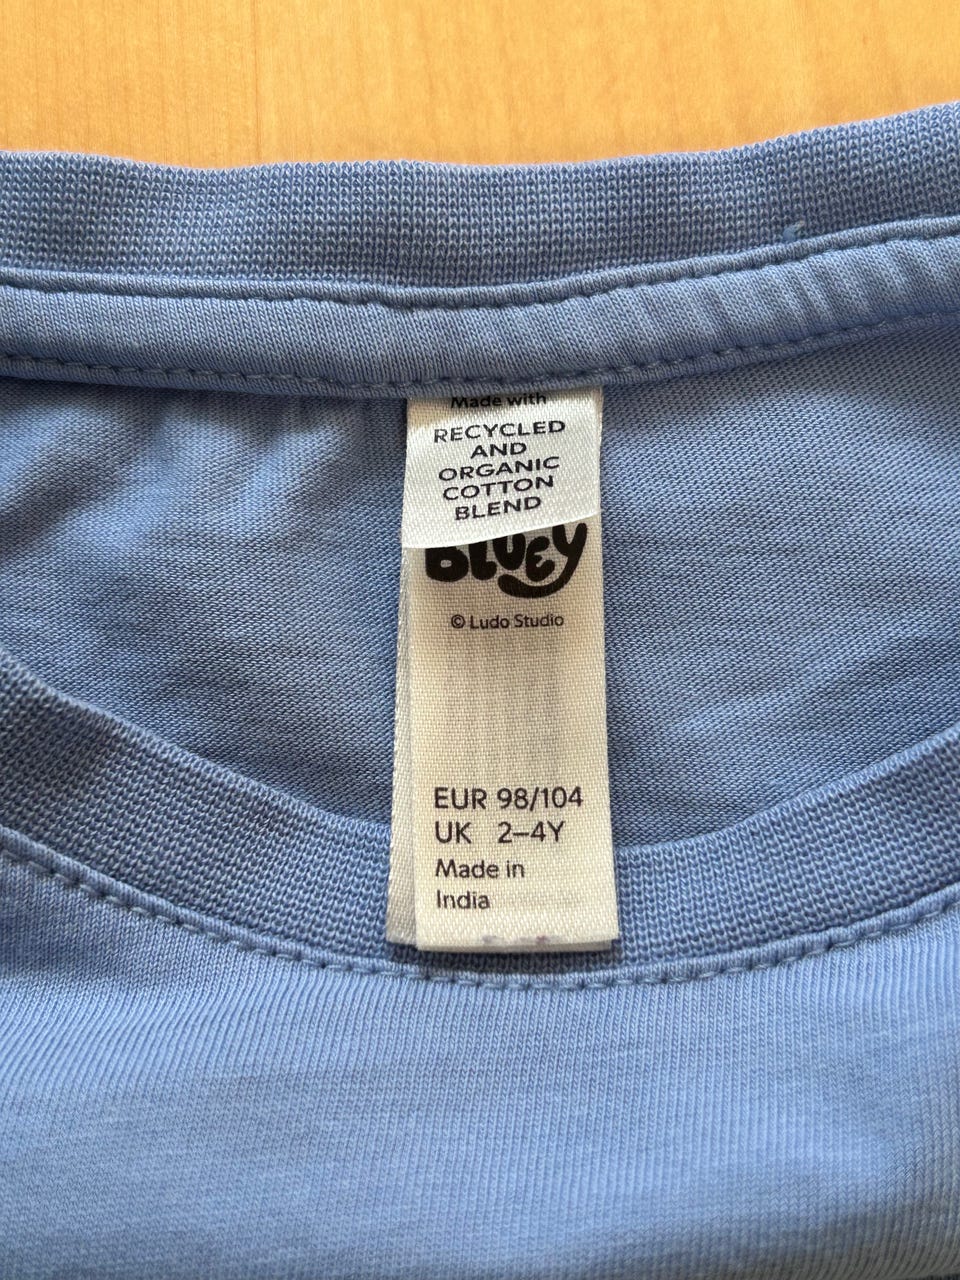 Made with
RECYCLED
AND
ORGANIC
COTTON
BLEND
BLUEY
© Ludo Studio
EUR 98/104
UK 2–4Y
Made in
India